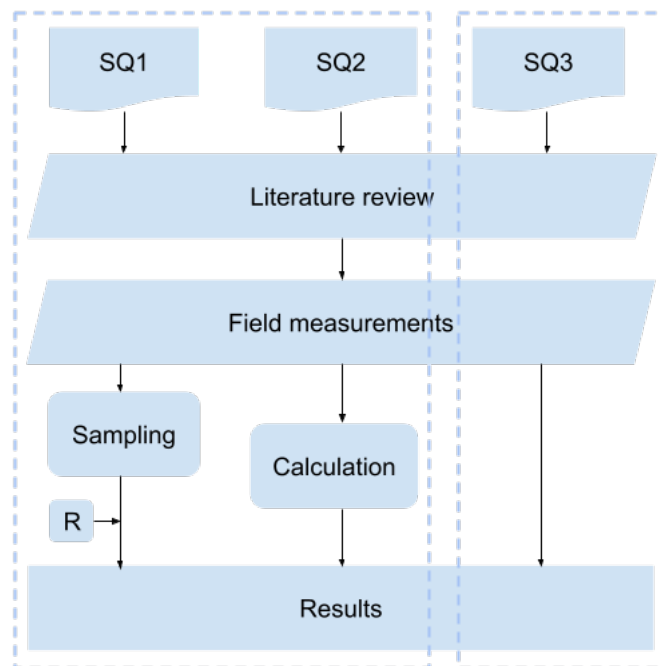 SQ1
SQ2
SQ3
Literature review
Field measurements
Sampling
Calculation
R
Results